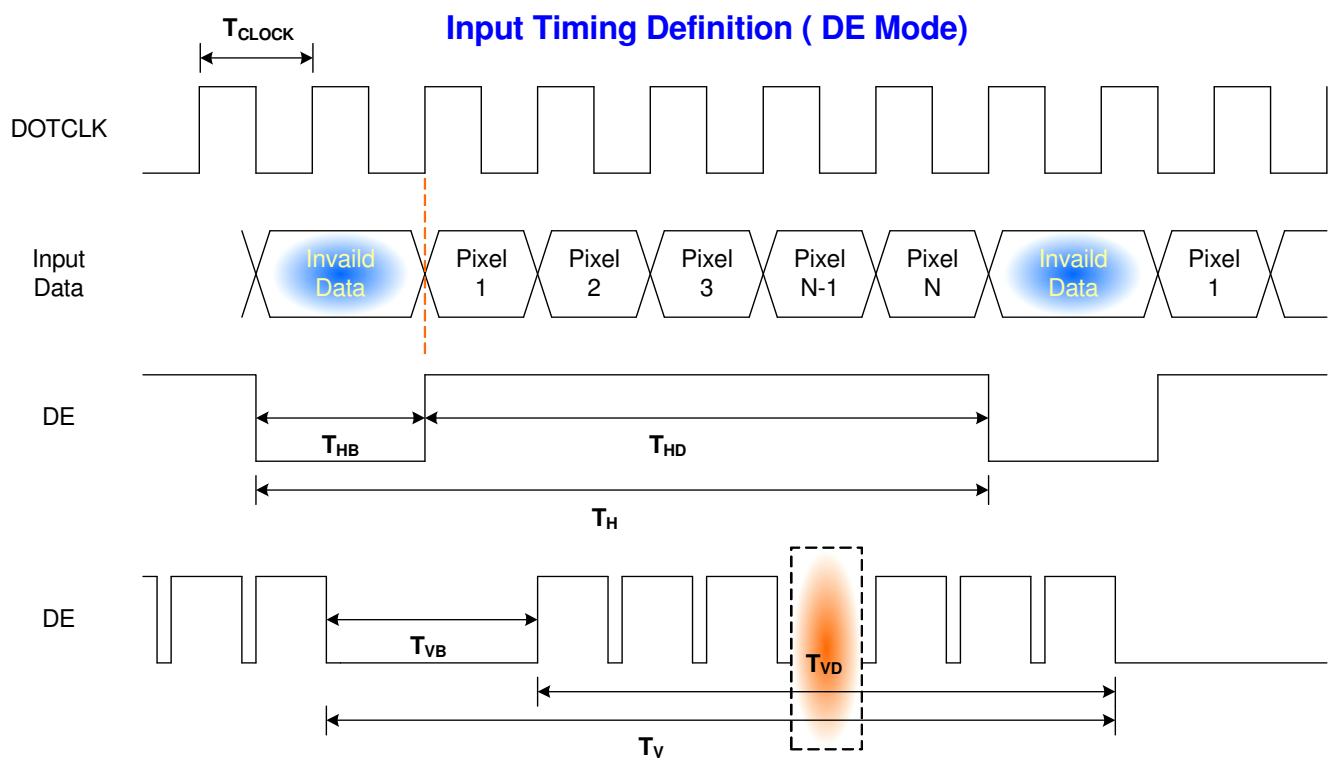 Input Timing Definition ( DE Mode)
TCLOCK
DOTCLK
Input
Data
Invaild
Data
Pixel
1
Pixel
2
Pixel
3
Pixel
N-1
Pixel
N
Invaild
Data
Pixel
1
DE
THB
THD
TH
DE
TVB
TVD
TV